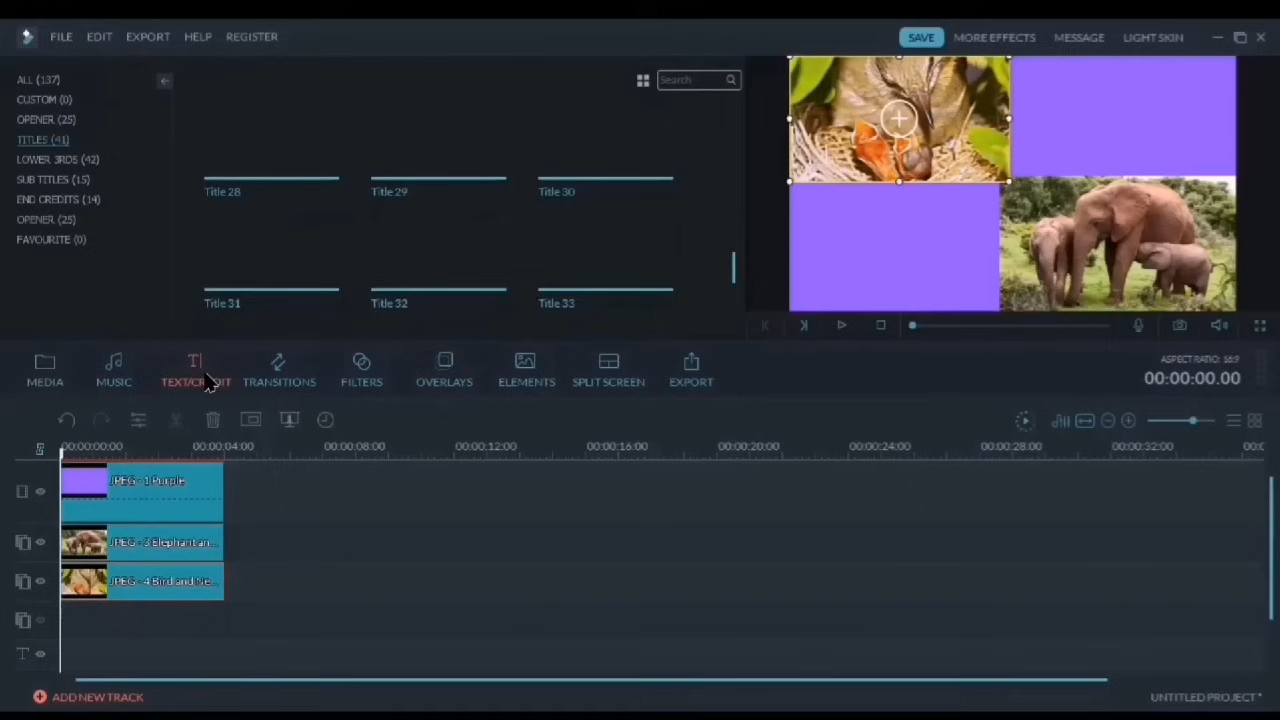 FILE EDIT EXPORT HELP REGISTER SAVE MORE EFFECTS MESSAGE LIGHT SKIN
ALL (137)
CUSTOM (0)
OPENER (25)
TITLES (41)
LOWER 3RDS (42)
SUB TITLES (15)
END CREDITS (14)
OPENER (25)
FAVOURITE (0)
Search
Title 28 Title 29 Title 30
Title 31 Title 32 Title 33
MEDIA MUSIC TEXT/CREDIT TRANSITIONS FILTERS OVERLAYS ELEMENTS SPLIT SCREEN EXPORT
ASPECT RATIO: 16:9
00:00:00.00
00:00:00:00 00:00:04:00 00:00:08:00 00:00:12:00 00:00:16:00 00:00:20:00 00:00:24:00 00:00:28:00 00:00:32:00 00:0
JPEG - 1 Purple
JPEG - 3 Elephant an...
JPEG - 4 Bird and Ne...
ADD NEW TRACK
UNTITLED PROJECT *